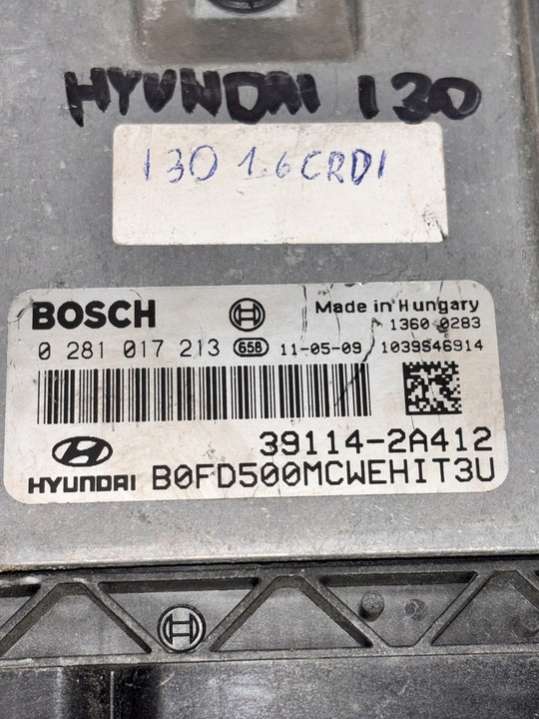 HYUNDAI I30
I30 1.6CRDI
BOSCH Made in Hungary
1360 0283
0 281 017 213 658 11-05-09 1039S46914
39114-2A412
HYUNDAI B0FD500MCWEHIT3U